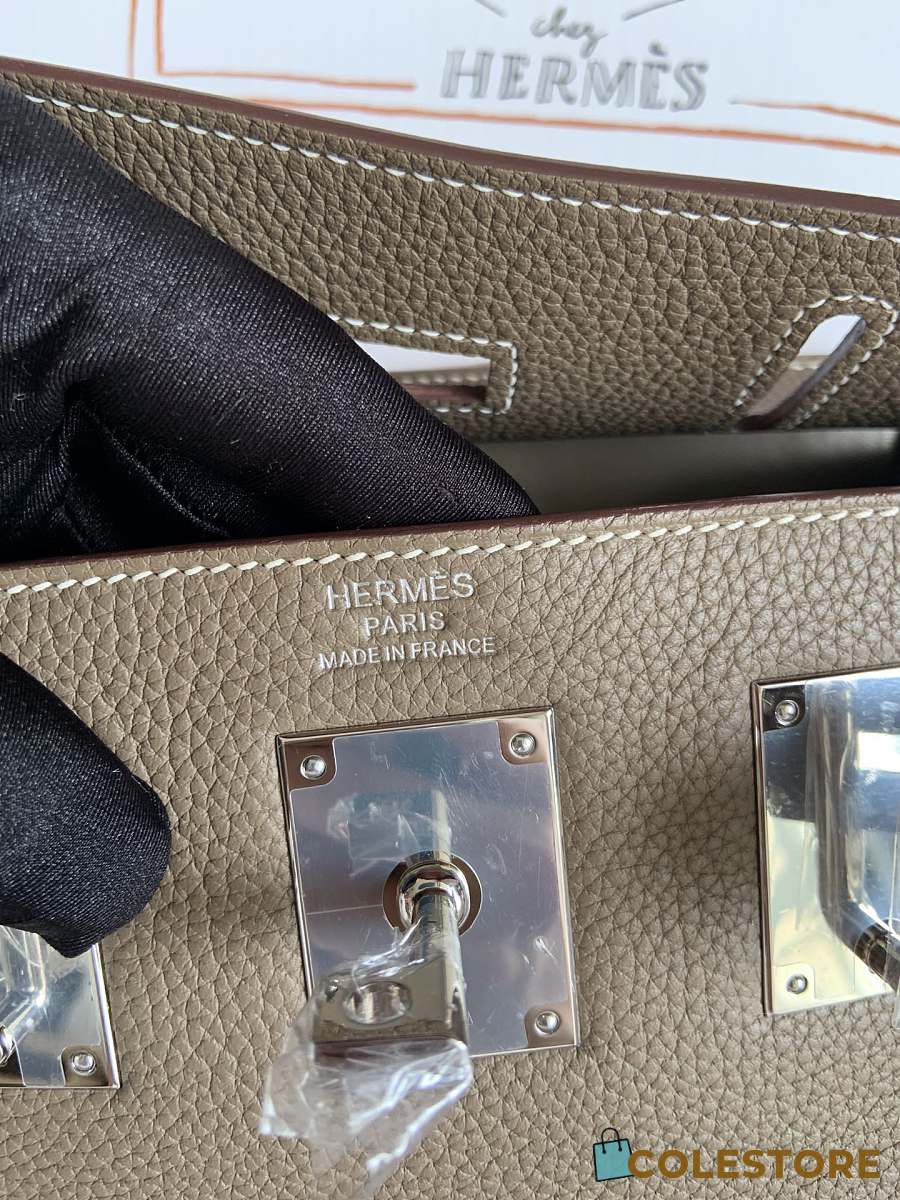 chez
HERMÈS
HERMÈS
PARIS
MADE IN FRANCE
COLESTORE